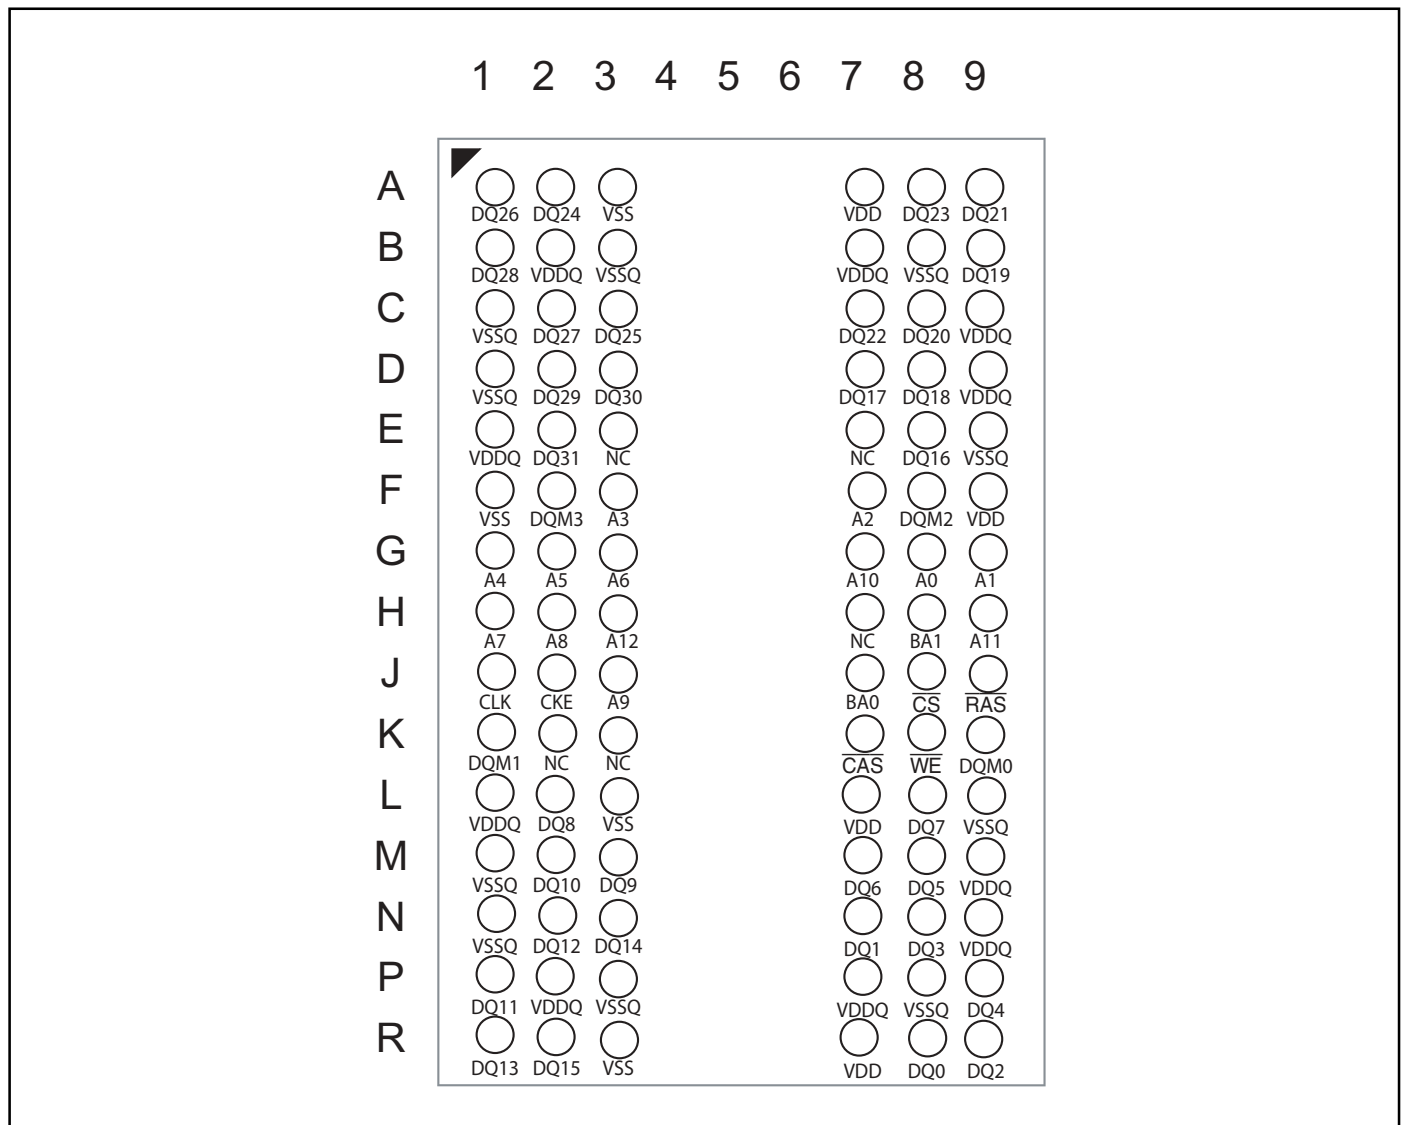 1 2 3 4 5 6 7 8 9
A
DQ26 DQ24 VSS VDD DQ23 DQ21
B
DQ28 VDDQ VSSQ VDDQ VSSQ DQ19
C
VSSQ DQ27 DQ25 DQ22 DQ20 VDDQ
D
VSSQ DQ29 DQ30 DQ17 DQ18 VDDQ
E
VDDQ DQ31 NC NC DQ16 VSSQ
F
VSS DQM3 A3 A2 DQM2 VDD
G
A4 A5 A6 A10 A0 A1
H
A7 A8 A12 NC BA1 A11
J
CLK CKE A9 BA0 C̅S̅ R̅A̅S̅
K
DQM1 NC NC C̅A̅S̅ W̅E̅ DQM0
L
VDDQ DQ8 VSS VDD DQ7 VSSQ
M
VSSQ DQ10 DQ9 DQ6 DQ5 VDDQ
N
VSSQ DQ12 DQ14 DQ1 DQ3 VDDQ
P
DQ11 VDDQ VSSQ VDDQ VSSQ DQ4
R
DQ13 DQ15 VSS VDD DQ0 DQ2